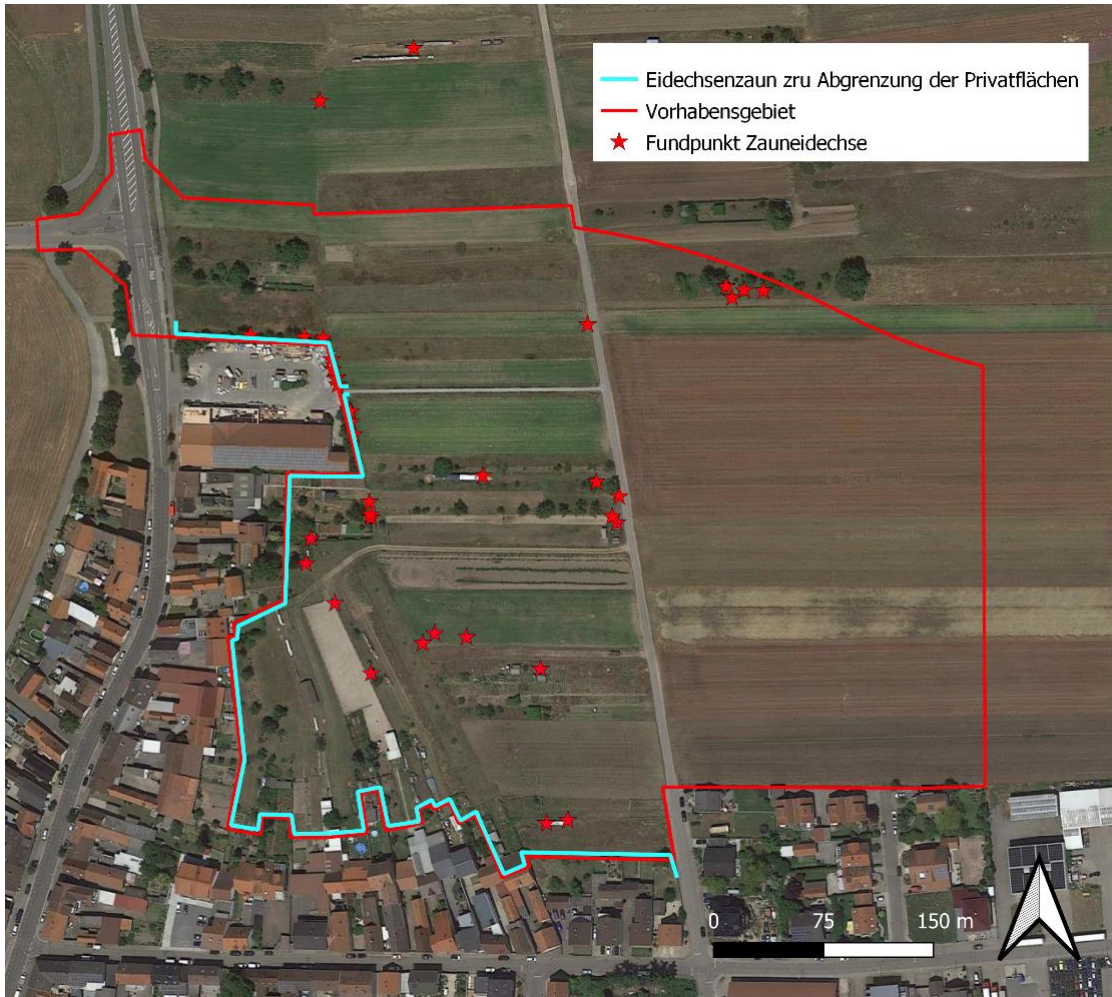 Eidechsenzaun zru Abgrenzung der Privatflächen
Vorhabensgebiet
Fundpunkt Zauneidechse
0 75 150 m